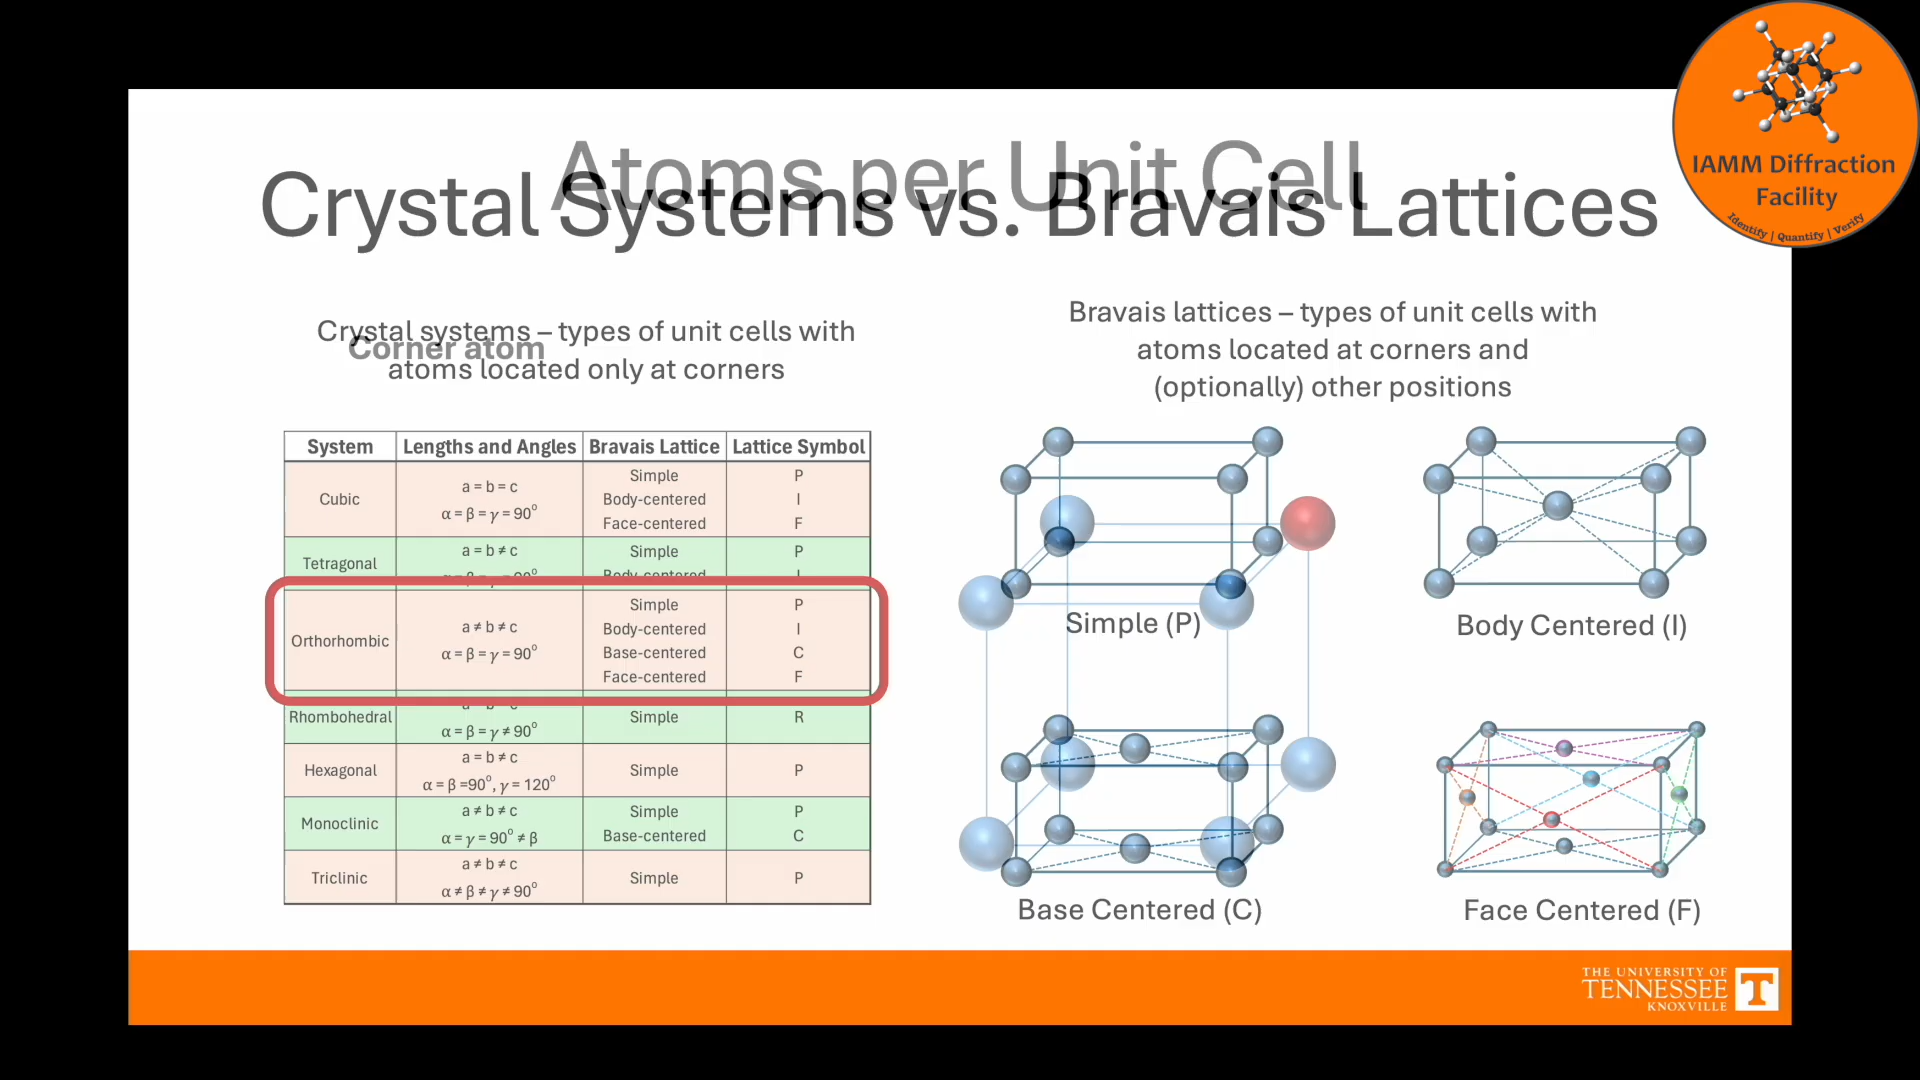 IAMM Diffraction
Facility
Identify | Quantify | Verify
Atoms per Unit Cell
Crystal Systems vs. Bravais Lattices
Crystal systems – types of unit cells with
atoms located only at corners
Corner atom
Bravais lattices – types of unit cells with
atoms located at corners and
(optionally) other positions
System Lengths and Angles Bravais Lattice Lattice Symbol
Cubic
a = b = c
α = β = γ = 90°
Simple P
Body-centered I
Face-centered F
Tetragonal
a = b ≠ c
α = β = γ = 90°
Simple P
Body-centered I
Orthorhombic
a ≠ b ≠ c
α = β = γ = 90°
Simple P
Body-centered I
Base-centered C
Face-centered F
Rhombohedral
a = b = c
α = β = γ ≠ 90°
Simple R
Hexagonal
a = b ≠ c
α = β =90°, γ = 120°
Simple P
Monoclinic
a ≠ b ≠ c
α = γ = 90° ≠ β
Simple P
Base-centered C
Triclinic
a ≠ b ≠ c
α ≠ β ≠ γ ≠ 90°
Simple P
Simple (P)
Body Centered (I)
Base Centered (C)
Face Centered (F)
THE UNIVERSITY OF
TENNESSEE
KNOXVILLE
T